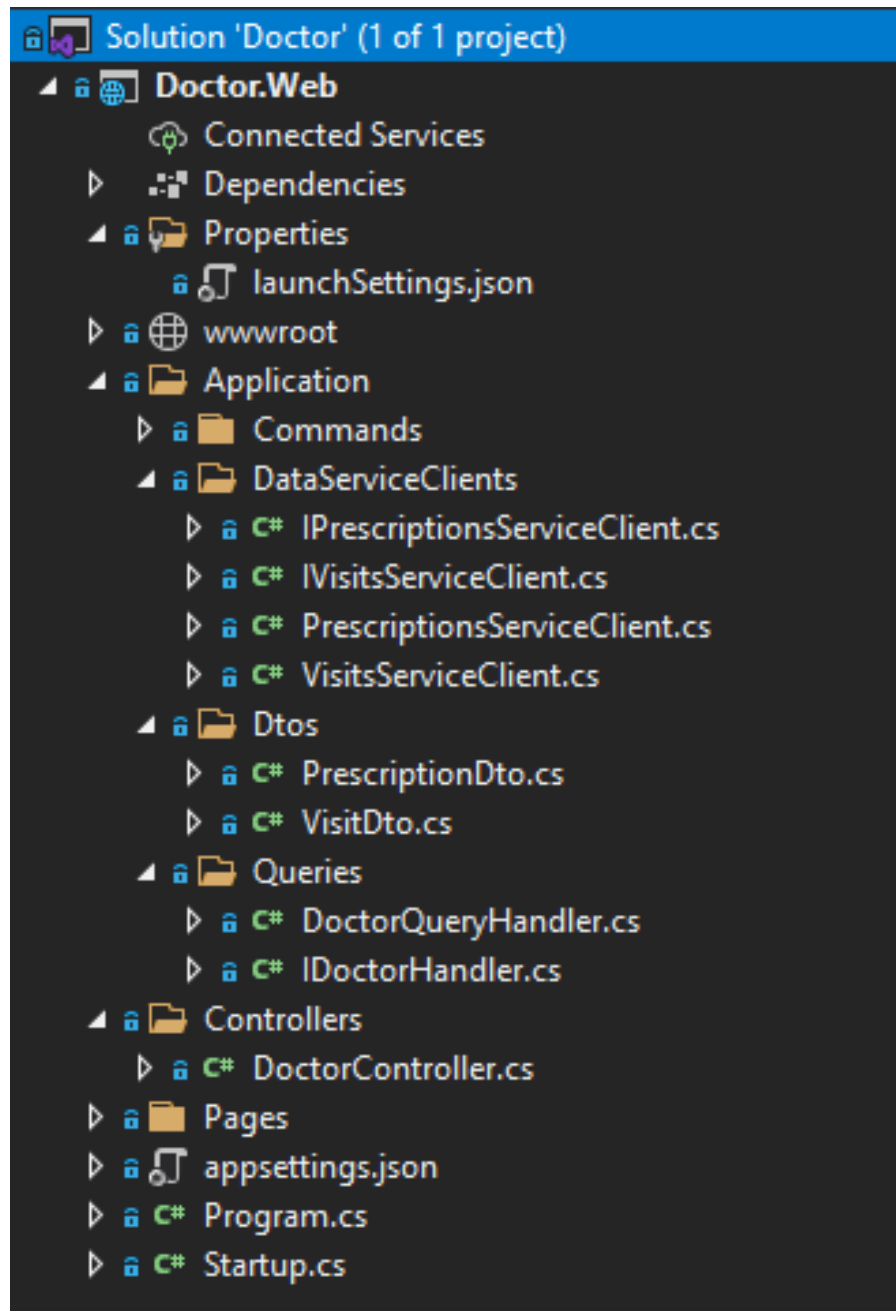 Solution 'Doctor' (1 of 1 project)
Doctor.Web
Connected Services
Dependencies
Properties
launchSettings.json
wwwroot
Application
Commands
DataServiceClients
C# IPrescriptionsServiceClient.cs
C# IVisitsServiceClient.cs
C# PrescriptionsServiceClient.cs
C# VisitsServiceClient.cs
Dtos
C# PrescriptionDto.cs
C# VisitDto.cs
Queries
C# DoctorQueryHandler.cs
C# IDoctorHandler.cs
Controllers
C# DoctorController.cs
Pages
appsettings.json
C# Program.cs
C# Startup.cs